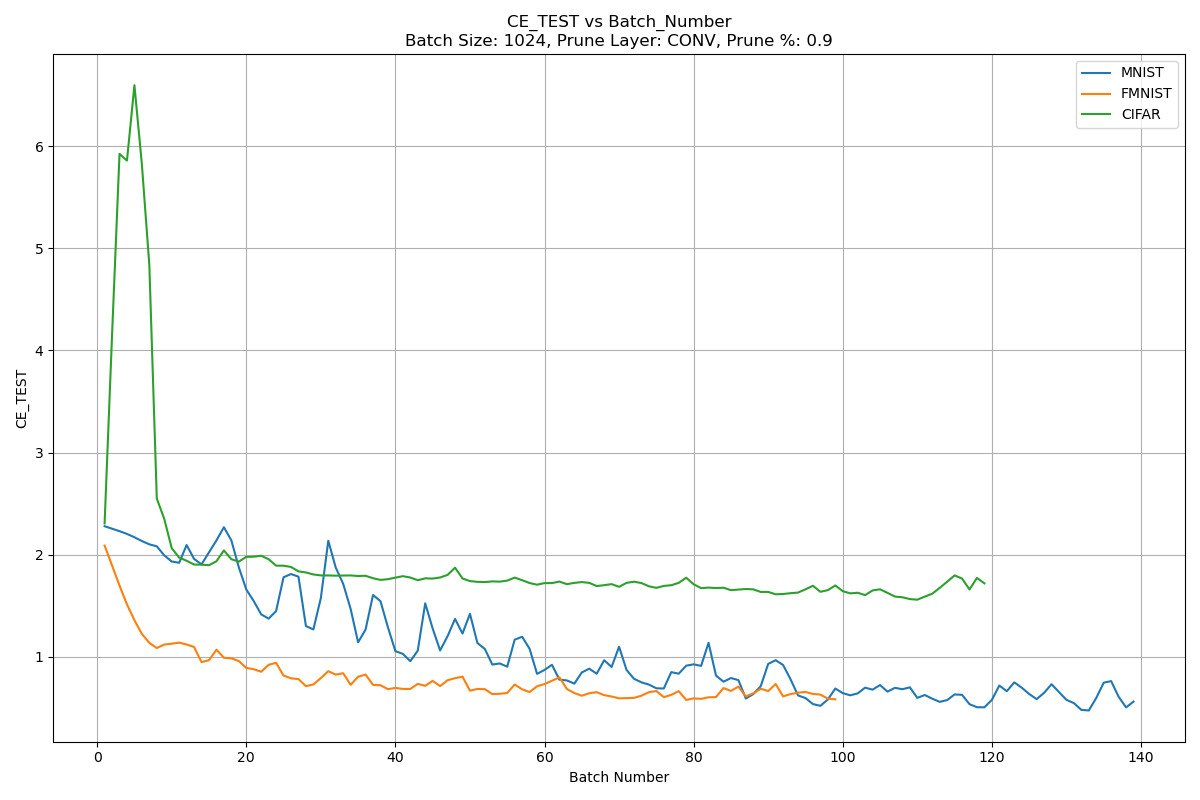 CE_TEST vs Batch_Number
Batch Size: 1024, Prune Layer: CONV, Prune %: 0.9
MNIST
FMNIST
CIFAR
6
5
4
3
2
1
CE_TEST
0 20 40 60 80 100 120 140
Batch Number